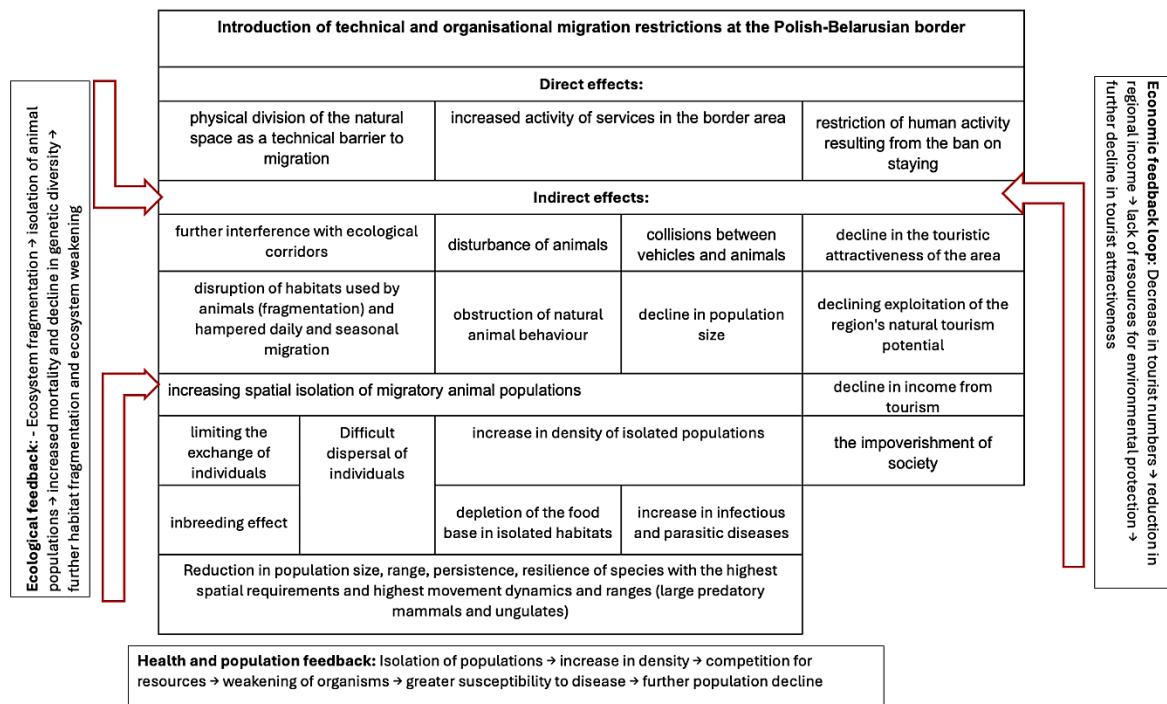 Introduction of technical and organisational migration restrictions at the Polish-Belarusian border
Direct effects:
physical division of the natural
space as a technical barrier to
migration
increased activity of services in the border area
restriction of human activity
resulting from the ban on
staying
Indirect effects:
further interference with ecological
corridors
disturbance of animals
collisions between
vehicles and animals
decline in the touristic
attractiveness of the area
disruption of habitats used by
animals (fragmentation) and
hampered daily and seasonal
migration
obstruction of natural
animal behaviour
decline in population
size
declining exploitation of the
region's natural tourism
potential
increasing spatial isolation of migratory animal populations
decline in income from
tourism
limiting the
exchange of
individuals
Difficult
dispersal of
individuals
increase in density of isolated populations
the impoverishment of
society
inbreeding effect
depletion of the food
base in isolated habitats
increase in infectious
and parasitic diseases
Reduction in population size, range, persistence, resilience of species with the highest
spatial requirements and highest movement dynamics and ranges (large predatory
mammals and ungulates)
Ecological feedback: - Ecosystem fragmentation → isolation of animal
populations → increased mortality and decline in genetic diversity →
further habitat fragmentation and ecosystem weakening
Economic feedback loop: Decrease in tourist numbers → reduction in
regional income → lack of resources for environmental protection →
further decline in tourist attractiveness
Health and population feedback: Isolation of populations → increase in density → competition for
resources → weakening of organisms → greater susceptibility to disease → further population decline